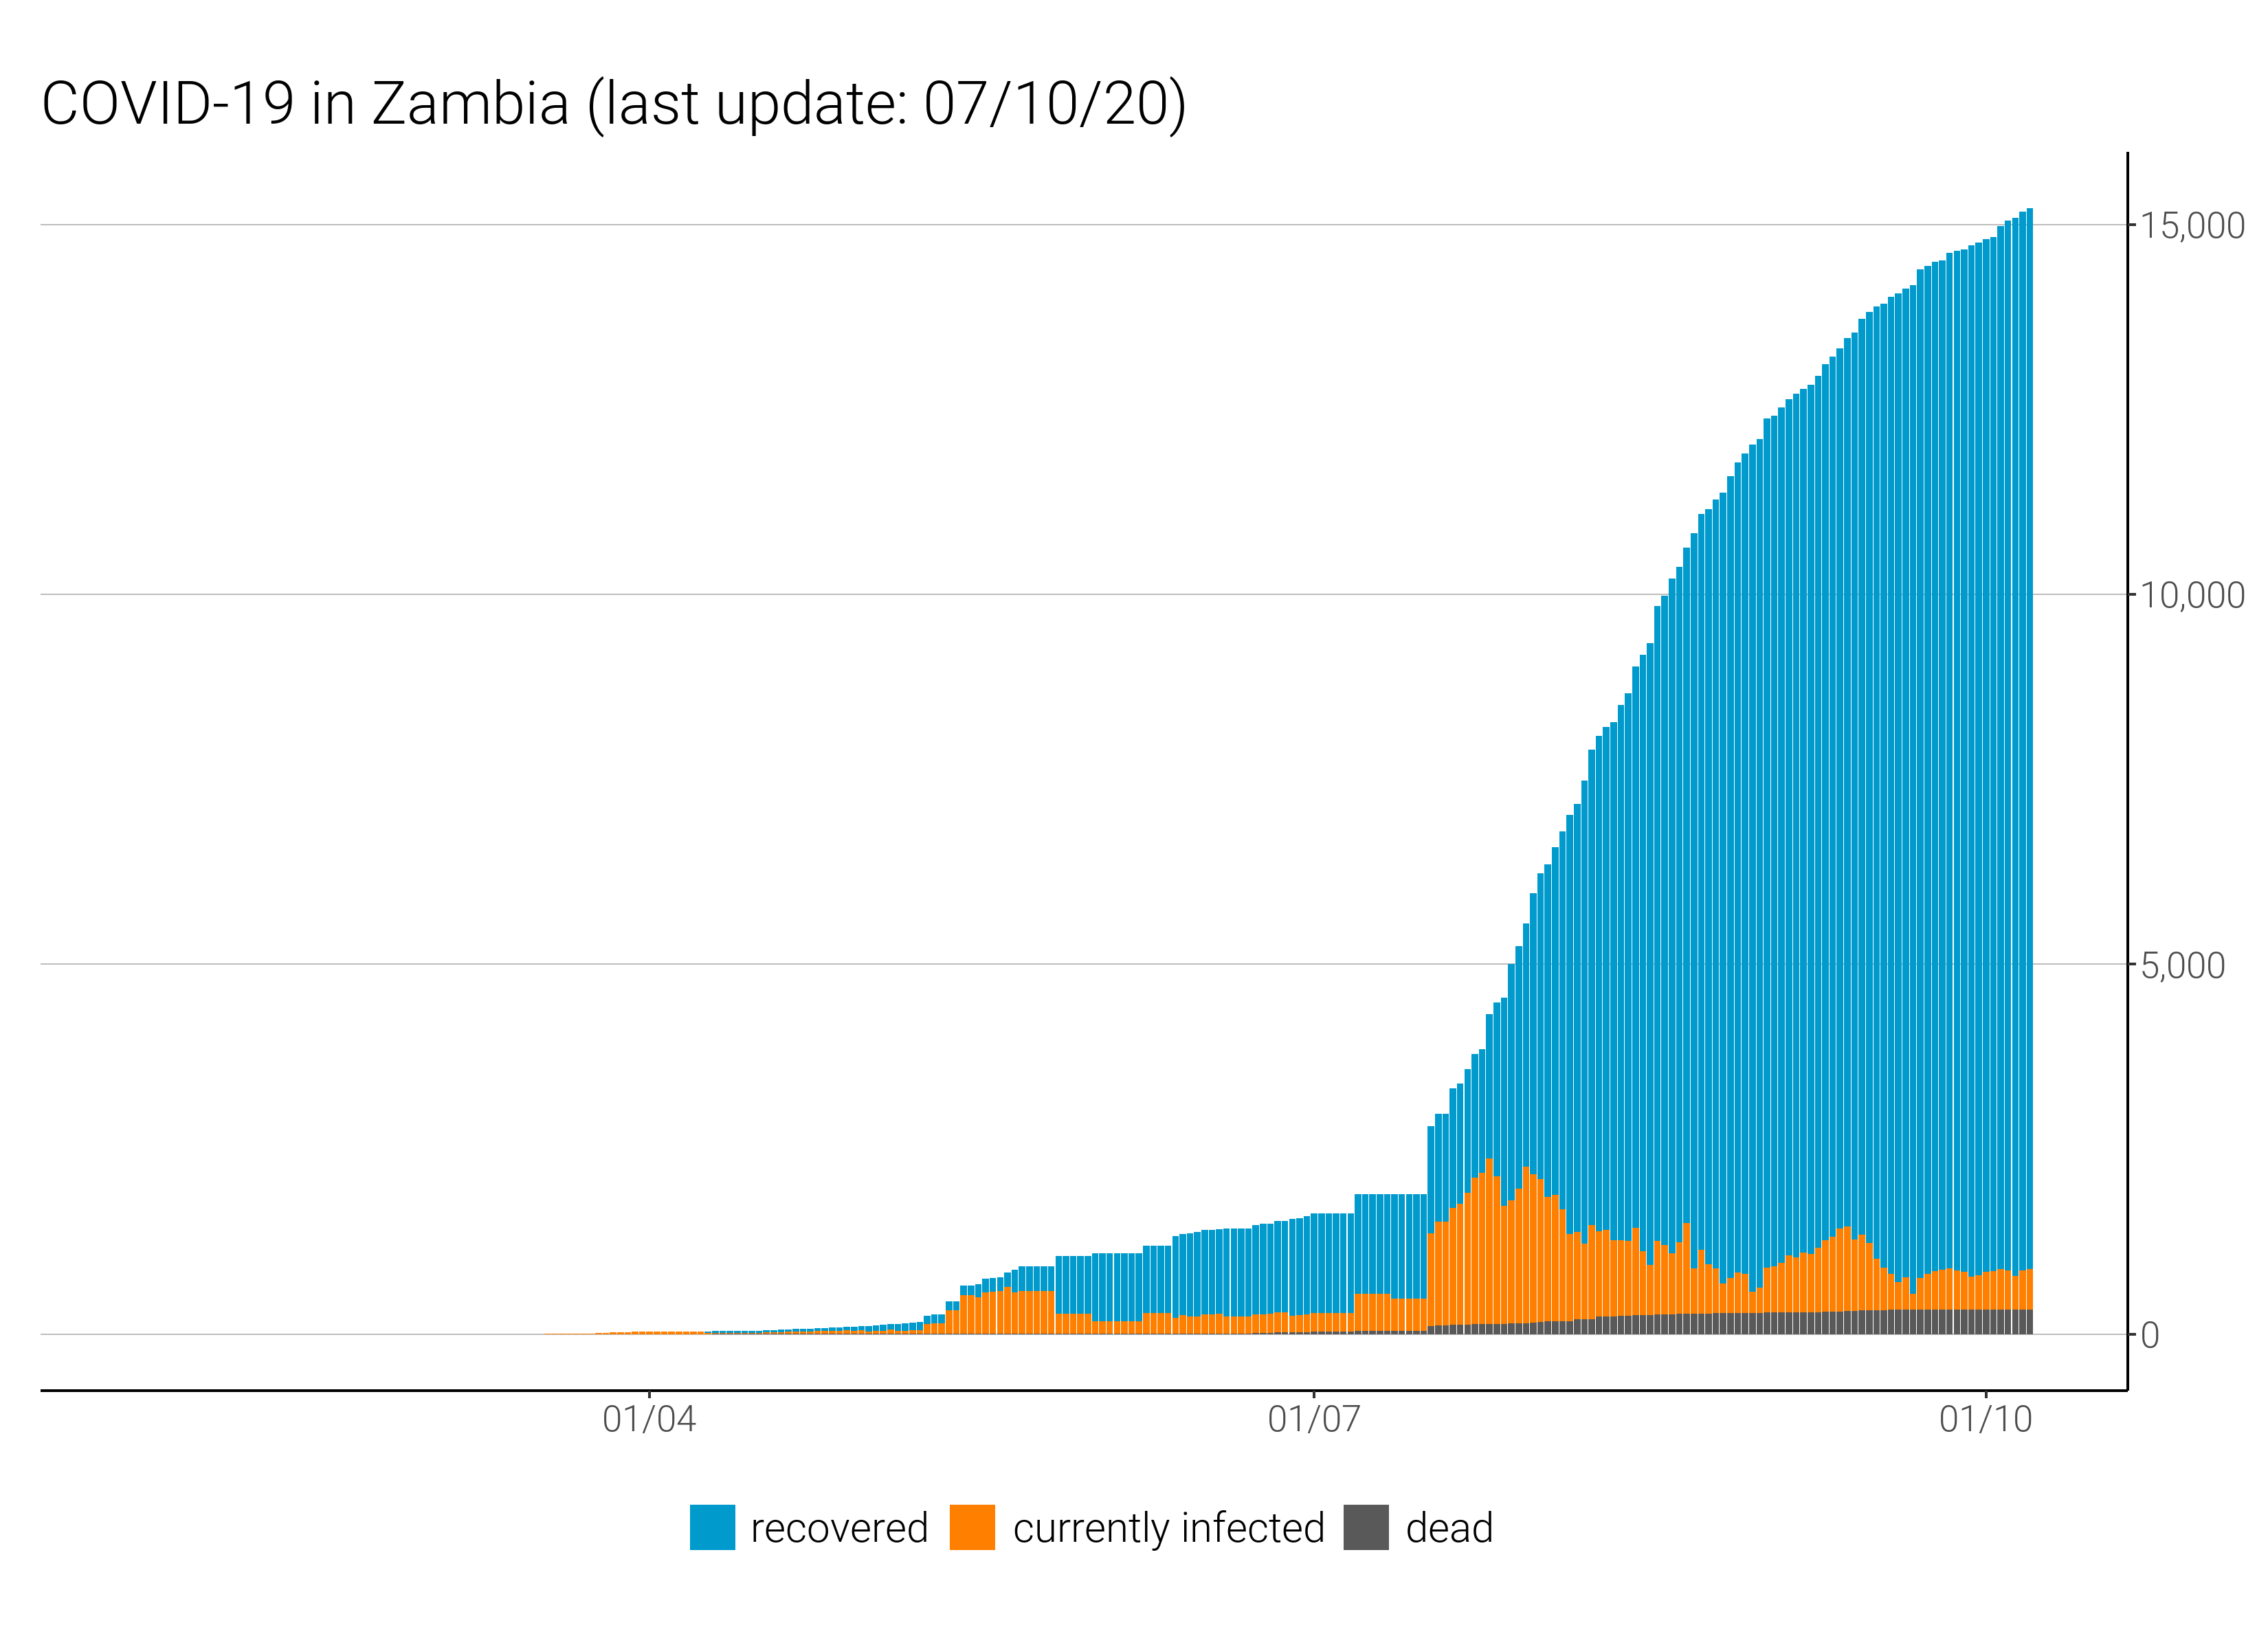 COVID-19 in Zambia (last update: 07/10/20)
15,000
10,000
5,000
0
01/04 01/07 01/10
recovered currently infected dead